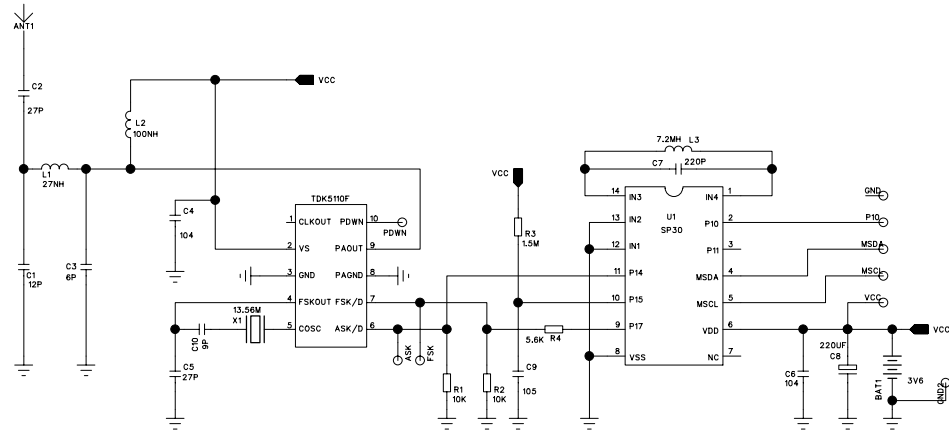 ANT1
C2
27P
L1
27NH
C1
12P
C3
6P
L2
100NH
VCC
C4
104
TDK5110F
1
CLKOUT
PDWN
10
PDWN
2
VS
PAOUT
9
3
GND
PAGND
8
4
FSKOUT
FSK/D
7
5
COSC
ASK/D
6
13.56M
X1
C10
9P
C5
27P
ASK
FSK
R1
10K
R2
10K
VCC
R3
1.5M
5.6K
R4
C9
105
7.2MH
L3
C7
220P
U1
SP30
14
IN3
IN4
1
13
IN2
P10
2
12
IN1
P11
3
11
P14
MSDA
4
10
P15
MSCL
5
9
P17
VDD
6
8
VSS
NC
7
GND
P10
MSDA
MSCL
VCC
VCC
C6
104
220UF
C8
BAT1
3V6
GND2